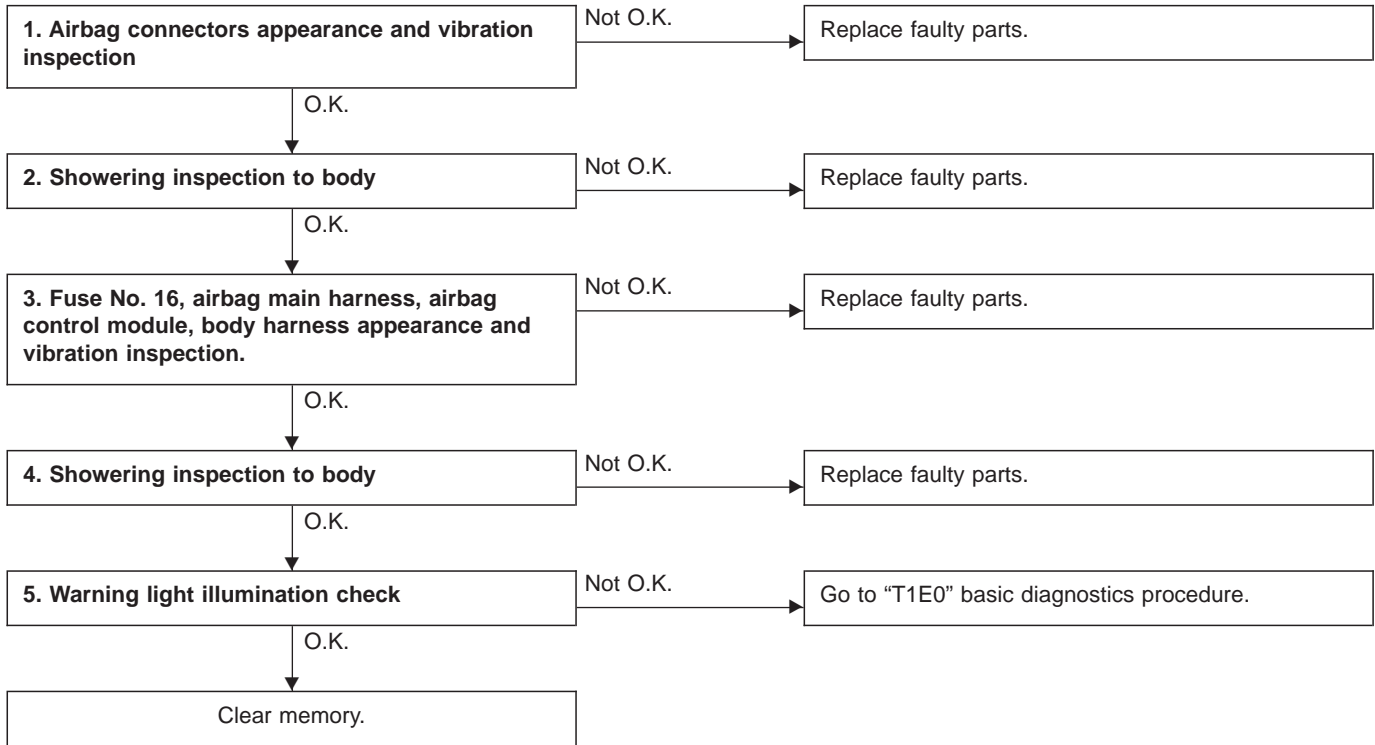 1. Airbag connectors appearance and vibration
inspection
Not O.K.
Replace faulty parts.
O.K.
2. Showering inspection to body
Not O.K.
Replace faulty parts.
O.K.
3. Fuse No. 16, airbag main harness, airbag
control module, body harness appearance and
vibration inspection.
Not O.K.
Replace faulty parts.
O.K.
4. Showering inspection to body
Not O.K.
Replace faulty parts.
O.K.
5. Warning light illumination check
Not O.K.
Go to “T1E0” basic diagnostics procedure.
O.K.
Clear memory.